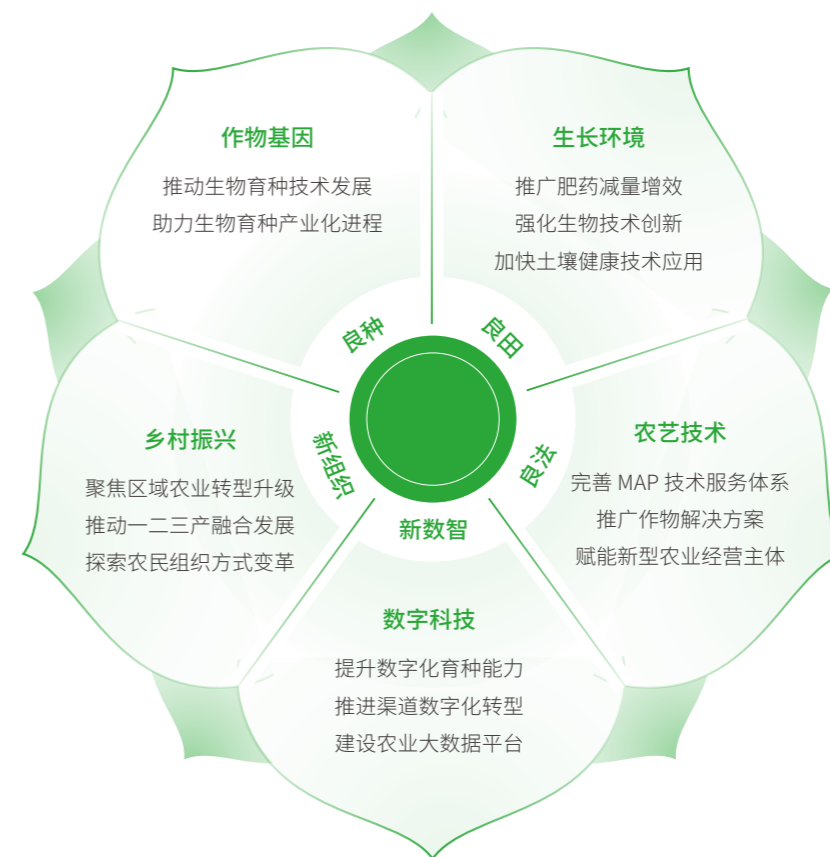 作物基因
推动生物育种技术发展
助力生物育种产业化进程
生长环境
推广肥药减量增效
强化生物技术创新
加快土壤健康技术应用
良种
良田
乡村振兴
聚焦区域农业转型升级
推动一二三产融合发展
探索农民组织方式变革
新组织
良法
农艺技术
完善 MAP 技术服务体系
推广作物解决方案
赋能新型农业经营主体
新数智
数字科技
提升数字化育种能力
推进渠道数字化转型
建设农业大数据平台